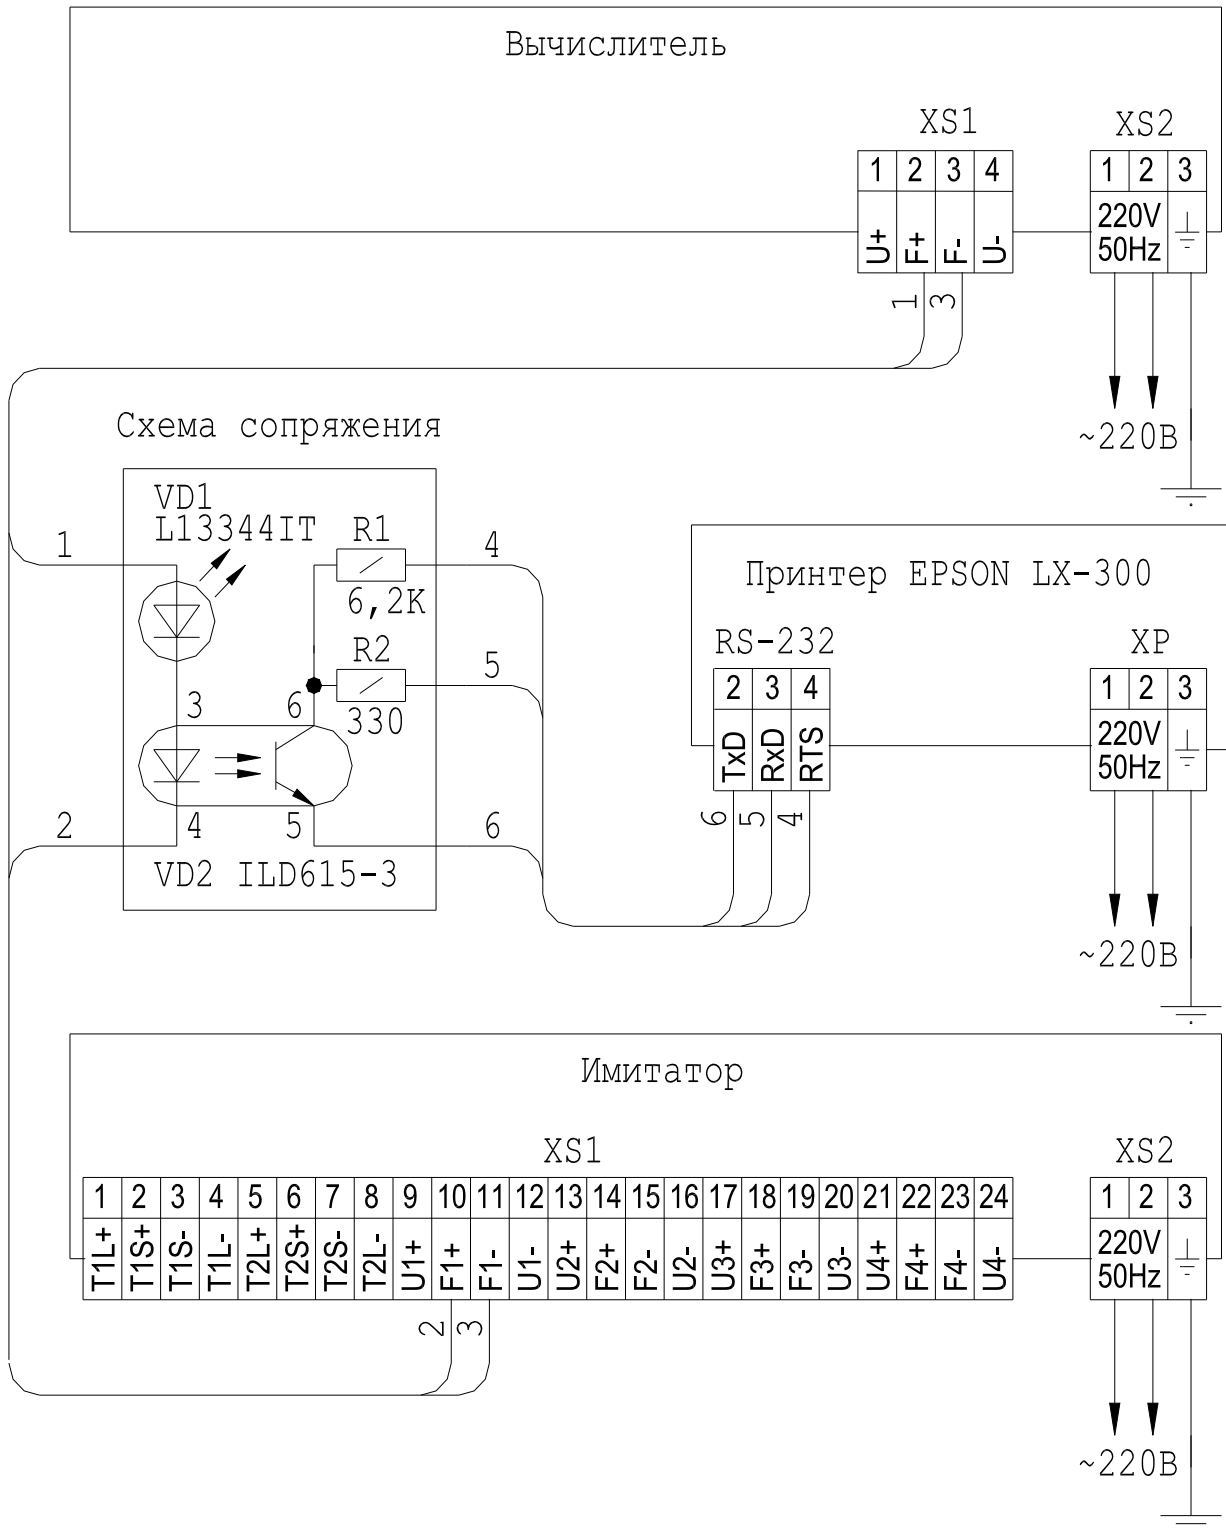 Вычислитель
XS1 XS2
1 2 3 4 1 2 3
U+ F+ F- U- 220V
50Hz
1 3
~220В
Схема сопряжения
VD1
L13344IT
R1
1 4
6,2K
R2
5
3 6
330
4 5
2 6
VD2 ILD615-3
Принтер EPSON LX-300
RS-232 XP
2 3 4 1 2 3
TxD RxD RTS 220V
50Hz
6 5 4
~220В
Имитатор
XS1 XS2
1 2 3 4 5 6 7 8 9 10 11 12 13 14 15 16 17 18 19 20 21 22 23 24 1 2 3
T1L+ T1S+ T1S- T1L- T2L+ T2S+ T2S- T2L- U1+ F1+ F1- U1- U2+ F2+ F2- U2- U3+ F3+ F3- U3- U4+ F4+ F4- U4- 220V
50Hz
2 3
~220В